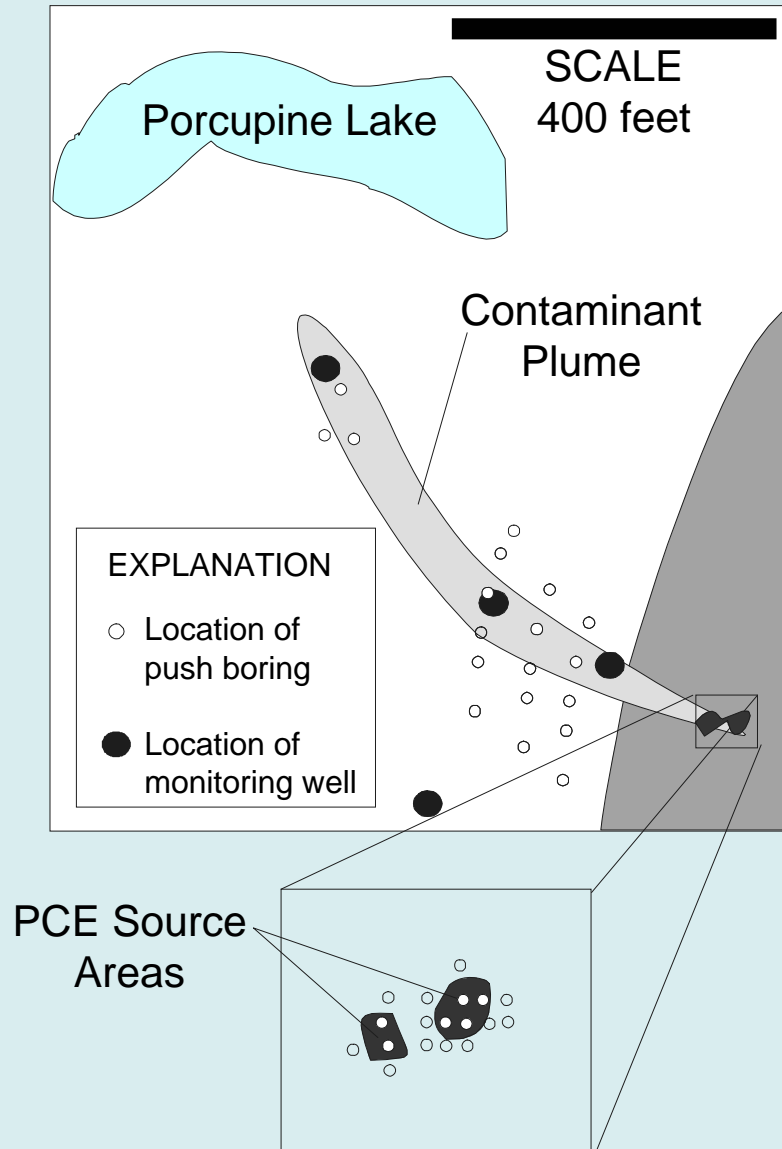 SCALE
400 feet
Porcupine Lake
Contaminant
Plume
EXPLANATION
Location of
push boring
Location of
monitoring well
PCE Source
Areas